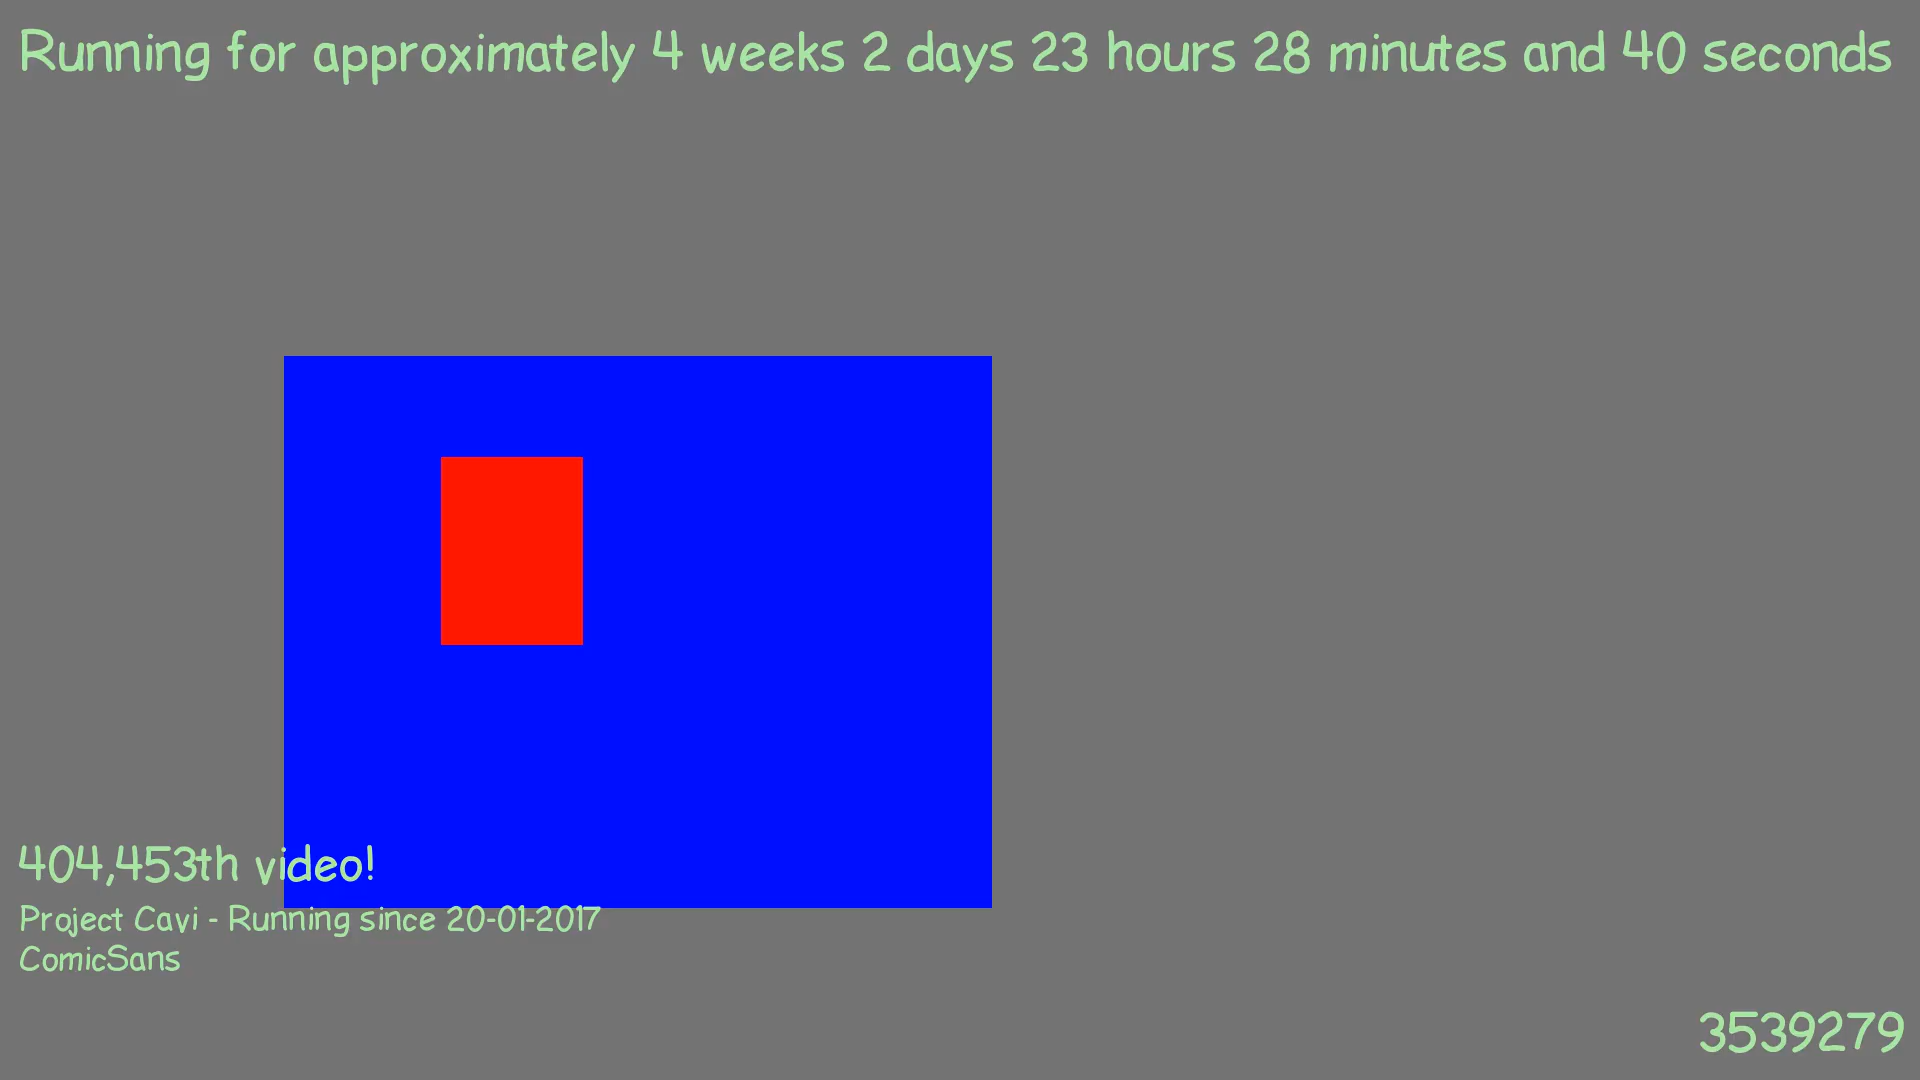 Running for approximately 4 weeks 2 days 23 hours 28 minutes and 40 seconds
404,453th video!
Project Cavi - Running since 20-01-2017
ComicSans
3539279